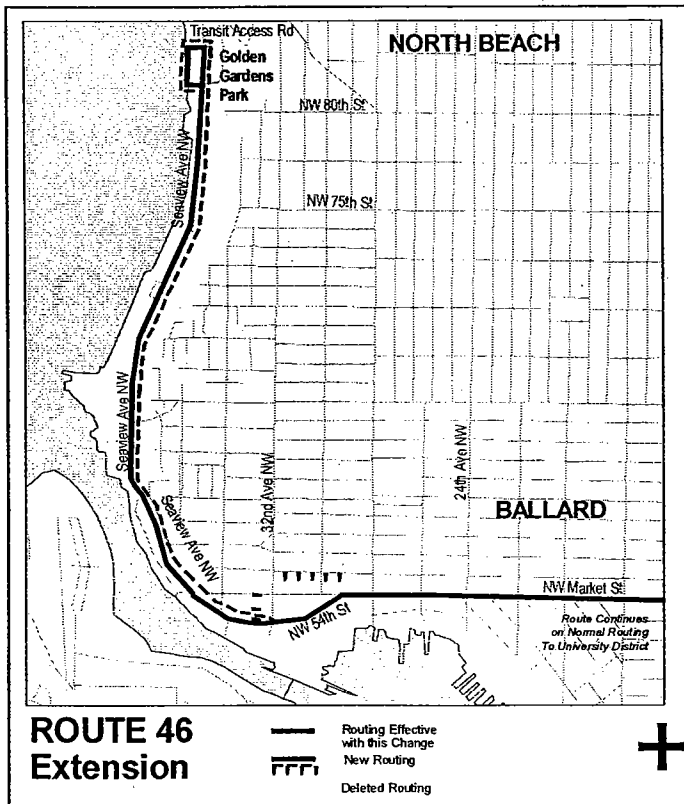 Transit Access Rd
NORTH BEACH
Golden
Gardens
Park
NW 80th St
Seaview Ave NW
NW 75th St
Seaview Ave NW
Seaview Ave NW
32nd Ave NW
24th Ave NW
BALLARD
NW Market St
NW 54th St
Route Continues
on Normal Routing
To University District
ROUTE 46
Extension
Routing Effective
with this Change
New Routing
Deleted Routing